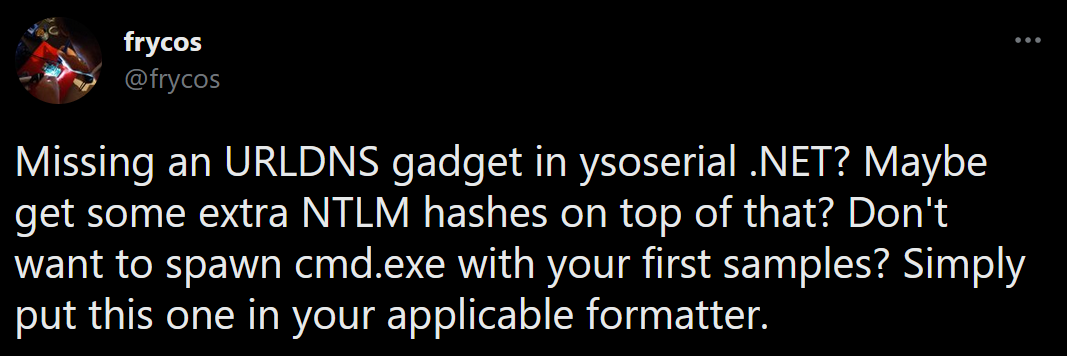 frycos
@frycos
Missing an URLDNS gadget in ysoserial .NET? Maybe
get some extra NTLM hashes on top of that? Don't
want to spawn cmd.exe with your first samples? Simply
put this one in your applicable formatter.